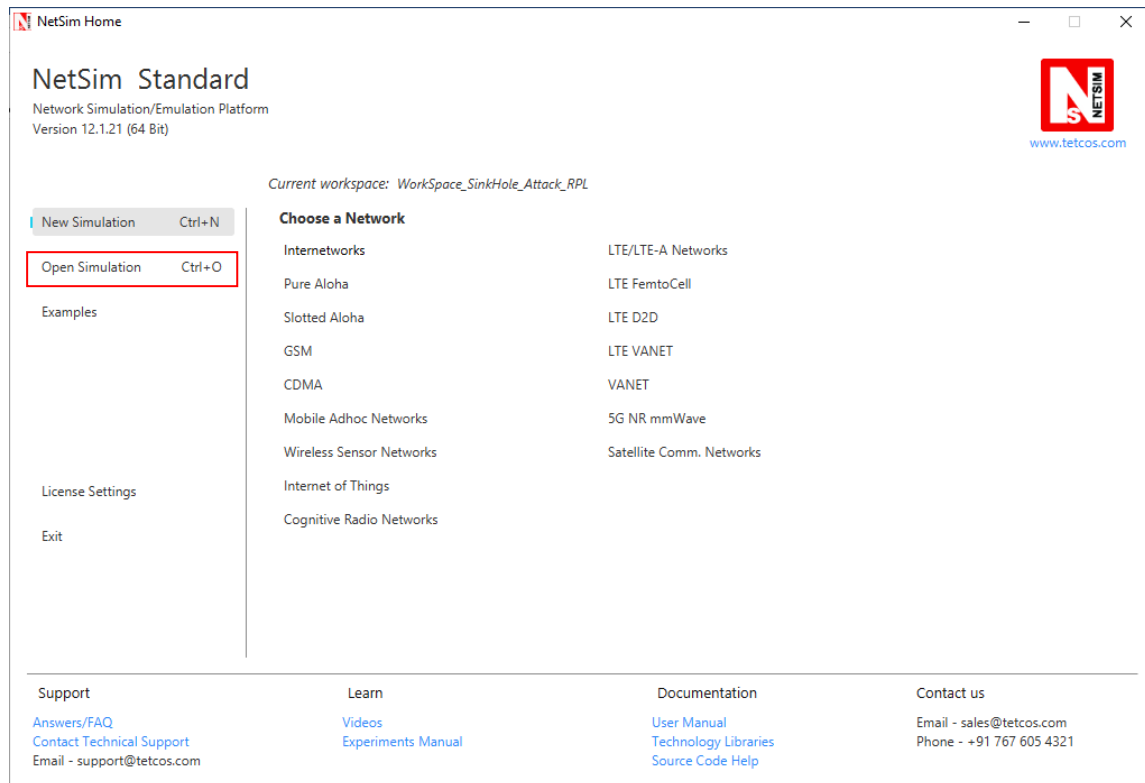 NetSim Home
NetSim Standard
Network Simulation/Emulation Platform
Version 12.1.21 (64 Bit)
N
S
NETSIM
www.tetcos.com
Current workspace: WorkSpace_SinkHole_Attack_RPL
New Simulation Ctrl+N
Open Simulation Ctrl+O
Examples
License Settings
Exit
Choose a Network
Internetworks
Pure Aloha
Slotted Aloha
GSM
CDMA
Mobile Adhoc Networks
Wireless Sensor Networks
Internet of Things
Cognitive Radio Networks
LTE/LTE-A Networks
LTE FemtoCell
LTE D2D
LTE VANET
VANET
5G NR mmWave
Satellite Comm. Networks
Support
Answers/FAQ
Contact Technical Support
Email - support@tetcos.com
Learn
Videos
Experiments Manual
Documentation
User Manual
Technology Libraries
Source Code Help
Contact us
Email - sales@tetcos.com
Phone - +91 767 605 4321